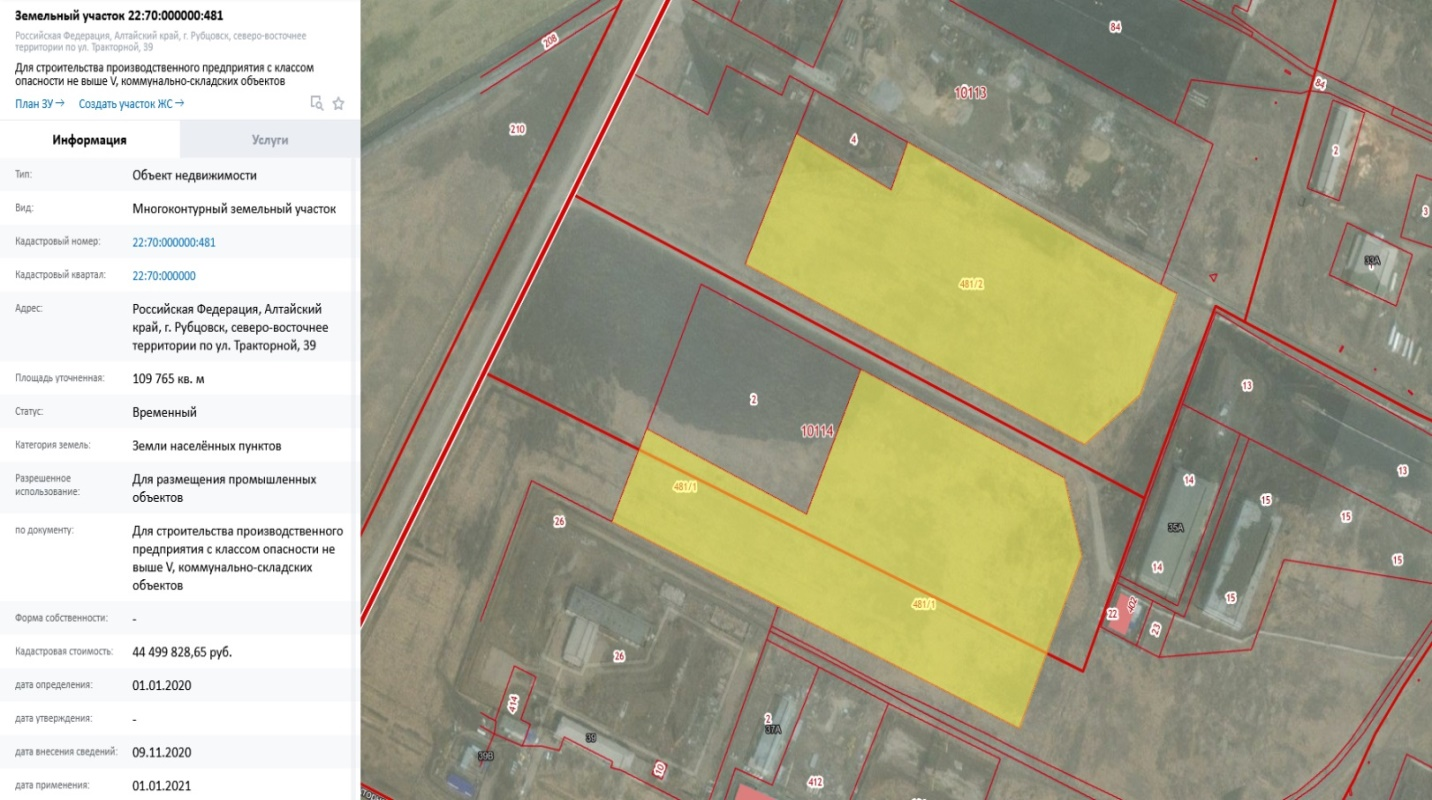 Земельный участок 22:70:000000:481
Российская Федерация, Алтайский край, г. Рубцовск, северо-восточнее
территории по ул. Тракторной, 39
Для строительства производственного предприятия с классом
опасности не выше V, коммунально-складских объектов
План ЗУ → Создать участок ЖС →
Информация Услуги
Тип: Объект недвижимости
Вид: Многоконтурный земельный участок
Кадастровый номер: 22:70:000000:481
Кадастровый квартал: 22:70:000000
Адрес: Российская Федерация, Алтайский
край, г. Рубцовск, северо-восточнее
территории по ул. Тракторной, 39
Площадь уточненная: 109 765 кв. м
Статус: Временный
Категория земель: Земли населённых пунктов
Разрешенное Для размещения промышленных
использование: объектов
по документу: Для строительства производственного
предприятия с классом опасности не
выше V, коммунально-складских
объектов
Форма собственности: -
Кадастровая стоимость: 44 499 828,65 руб.
дата определения: 01.01.2020
дата утверждения: -
дата внесения сведений: 09.11.2020
дата применения: 01.01.2021
208
84
84
10113
210
4
2
3
33А
481/2
13
2
10114
13
481/1
14
15
15
26
35А
15
14
15
481/1
22
402
23
26
414
2
37А
39
39В
10
412